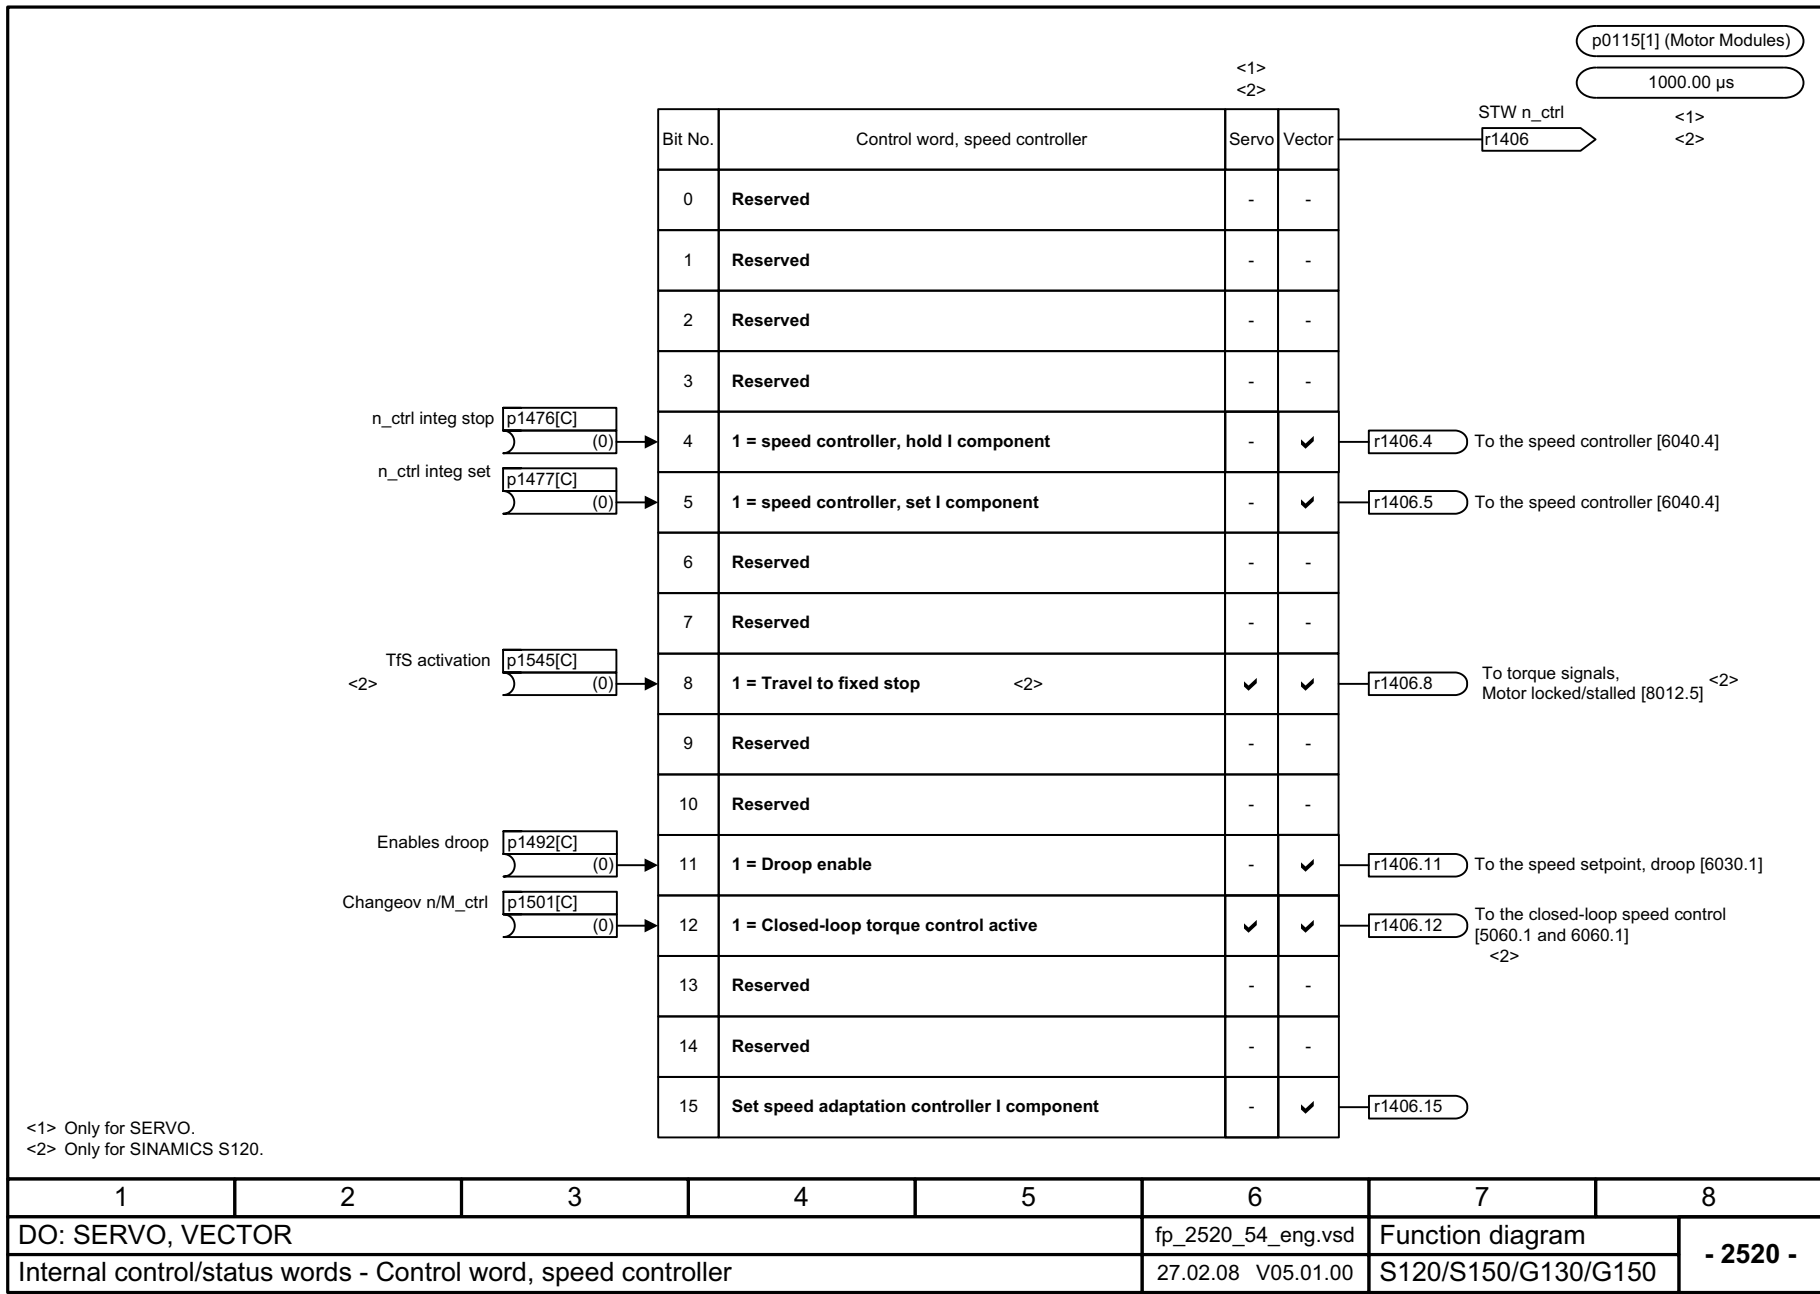 p0115[1] (Motor Modules)
1000.00 µs
<1>
<2>
<1>
<2>
STW n_ctrl
r1406
Bit No. Control word, speed controller Servo Vector
0 Reserved - -
1 Reserved - -
2 Reserved - -
3 Reserved - -
n_ctrl integ stop p1476[C]
(0) 4 1 = speed controller, hold I component - ✔ r1406.4 To the speed controller [6040.4]
n_ctrl integ set p1477[C]
(0) 5 1 = speed controller, set I component - ✔ r1406.5 To the speed controller [6040.4]
6 Reserved - -
7 Reserved - -
TfS activation p1545[C]
<2> (0) 8 1 = Travel to fixed stop <2> ✔ ✔ r1406.8 To torque signals,
Motor locked/stalled [8012.5] <2>
9 Reserved - -
10 Reserved - -
Enables droop p1492[C]
(0) 11 1 = Droop enable - ✔ r1406.11 To the speed setpoint, droop [6030.1]
Changeov n/M_ctrl p1501[C]
(0) 12 1 = Closed-loop torque control active ✔ ✔ r1406.12 To the closed-loop speed control
[5060.1 and 6060.1]
<2>
13 Reserved - -
14 Reserved - -
15 Set speed adaptation controller I component - ✔ r1406.15
<1> Only for SERVO.
<2> Only for SINAMICS S120.
1 2 3 4 5 6 7 8
DO: SERVO, VECTOR fp_2520_54_eng.vsd Function diagram
- 2520 -
Internal control/status words - Control word, speed controller 27.02.08 V05.01.00 S120/S150/G130/G150